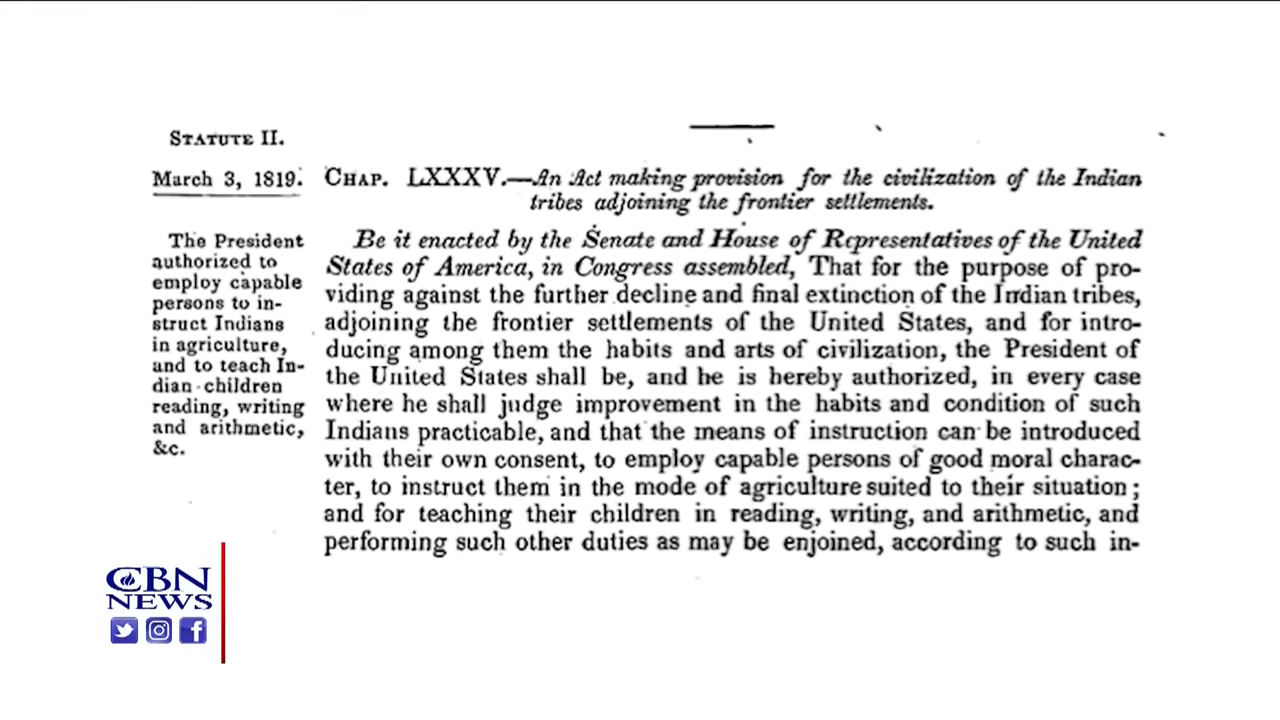 STATUTE II.
March 3, 1819.
The President
authorized to
employ capable
persons to in-
struct Indians
in agriculture,
and to teach In-
dian children
reading, writing
and arithmetic,
&c.
CHAP. LXXXV.—An Act making provision for the civilization of the Indian
tribes adjoining the frontier settlements.
Be it enacted by the Senate and House of Representatives of the United
States of America, in Congress assembled, That for the purpose of pro-
viding against the further decline and final extinction of the Indian tribes,
adjoining the frontier settlements of the United States, and for intro-
ducing among them the habits and arts of civilization, the President of
the United States shall be, and he is hereby authorized, in every case
where he shall judge improvement in the habits and condition of such
Indians practicable, and that the means of instruction can be introduced
with their own consent, to employ capable persons of good moral charac-
ter, to instruct them in the mode of agriculture suited to their situation;
and for teaching their children in reading, writing, and arithmetic, and
performing such other duties as may be enjoined, according to such in-
CBN
NEWS